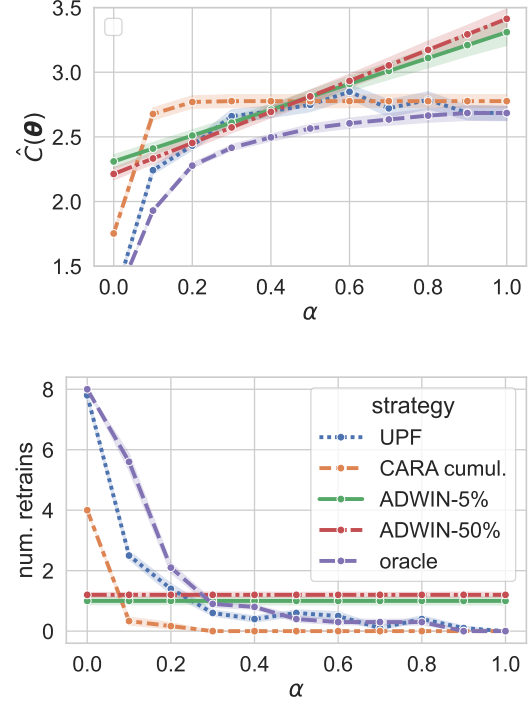 3.5
3.0
2.5
2.0
1.5
Ĉ(θ)
0.0 0.2 0.4 0.6 0.8 1.0
α
8
6
4
2
0
num. retrains
strategy
UPF
CARA cumul.
ADWIN-5%
ADWIN-50%
oracle
0.0 0.2 0.4 0.6 0.8 1.0
α